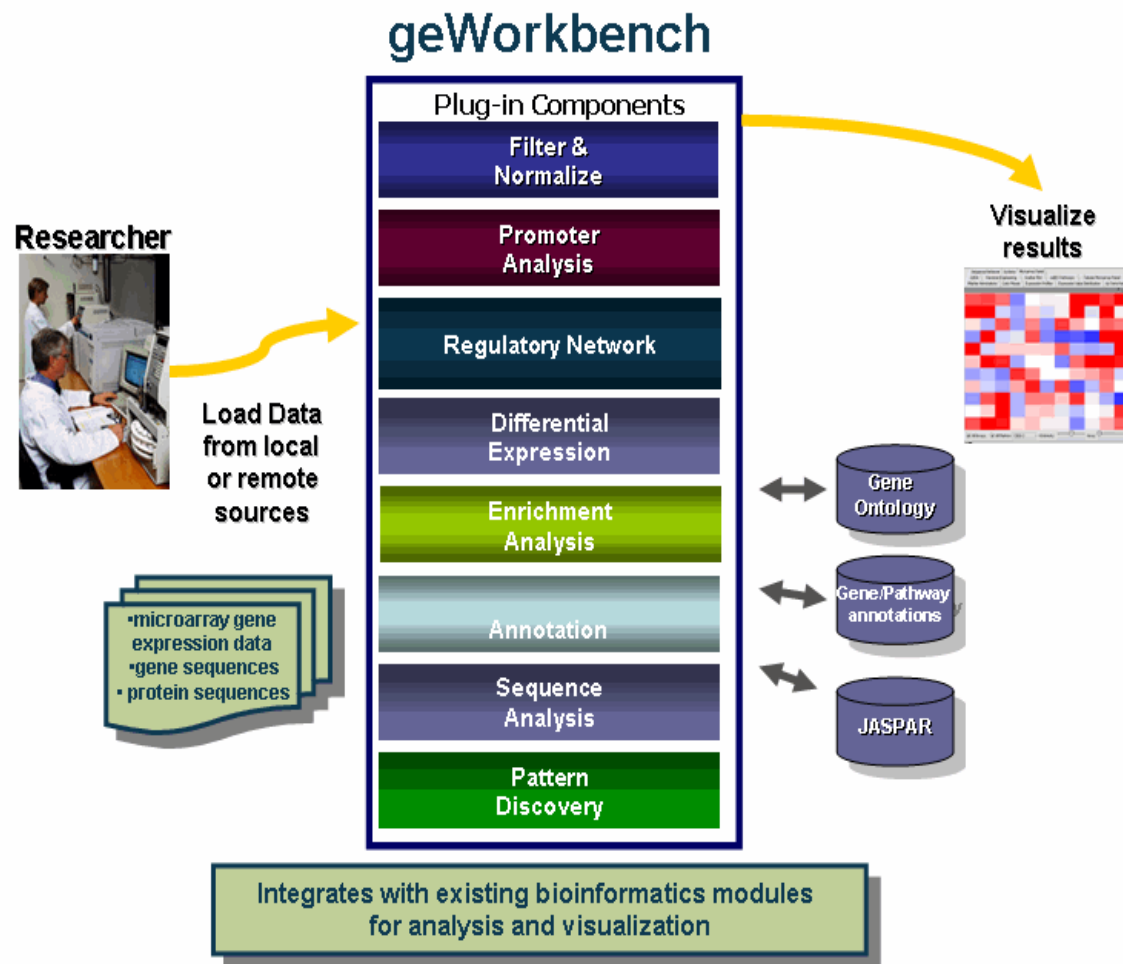 geWorkbench
Plug-in Components
Filter &
Normalize
Promoter
Analysis
Regulatory Network
Differential
Expression
Enrichment
Analysis
Annotation
Sequence
Analysis
Pattern
Discovery
Researcher
Load Data
from local
or remote
sources
•microarray gene
expression data
•gene sequences
• protein sequences
Visualize
results
Gene
Ontology
Gene/Pathway
annotations
JASPAR
Integrates with existing bioinformatics modules
for analysis and visualization